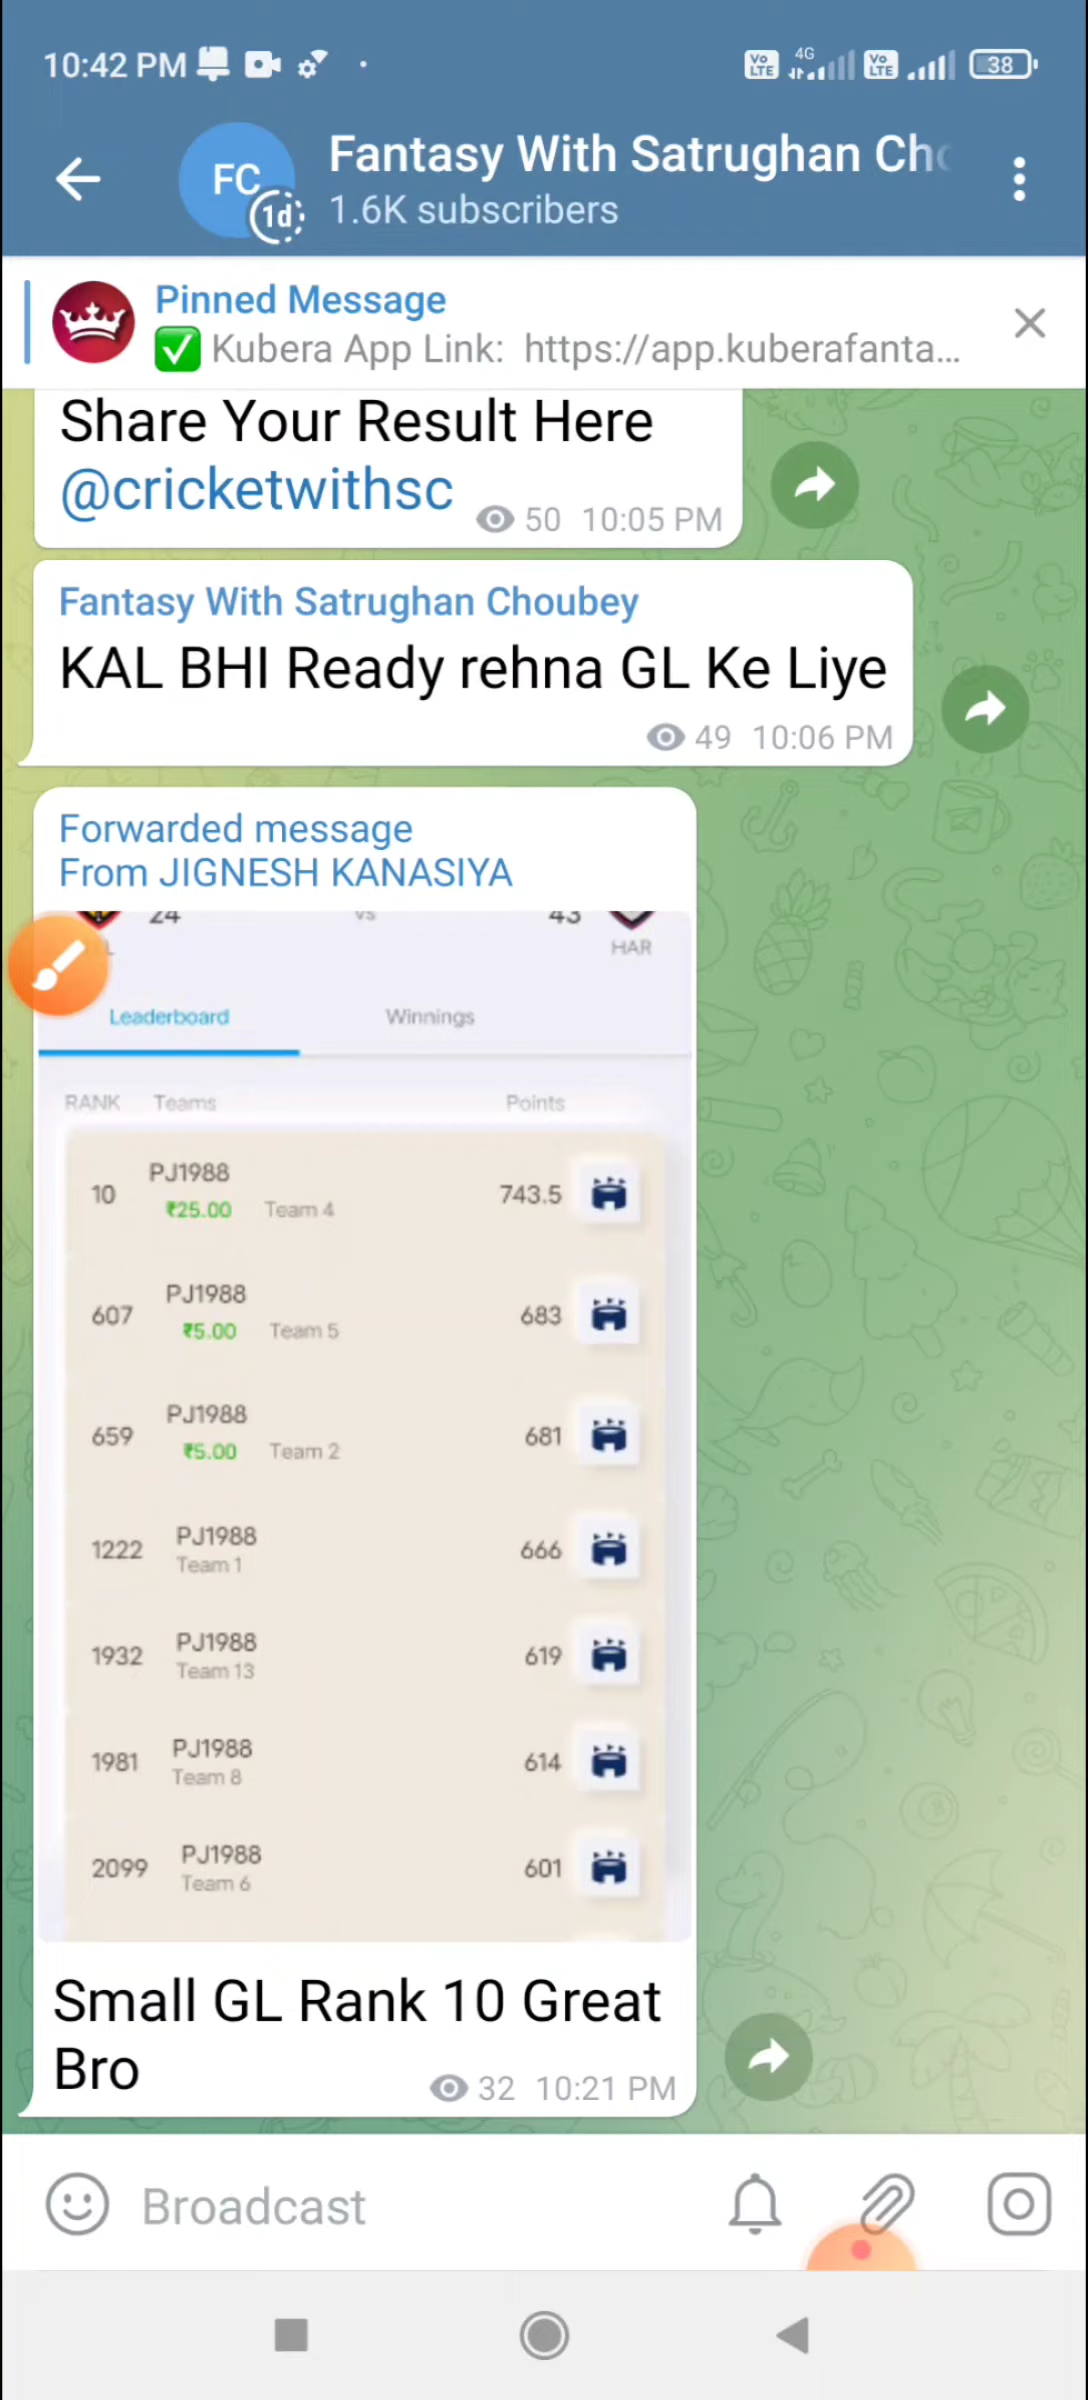 10:42 PM
Vo LTE 4G Vo LTE 38
FC
1d
Fantasy With Satrughan Ch
1.6K subscribers
Pinned Message
✅ Kubera App Link: https://app.kuberafanta...
Share Your Result Here
@cricketwithsc
50 10:05 PM
Fantasy With Satrughan Choubey
KAL BHI Ready rehna GL Ke Liye
49 10:06 PM
Forwarded message
From JIGNESH KANASIYA
24 vs 43
HAR
Leaderboard Winnings
RANK Teams Points
10 PJ1988 ₹25.00 Team 4 743.5
607 PJ1988 ₹5.00 Team 5 683
659 PJ1988 ₹5.00 Team 2 681
1222 PJ1988 Team 1 666
1932 PJ1988 Team 13 619
1981 PJ1988 Team 8 614
2099 PJ1988 Team 6 601
Small GL Rank 10 Great
Bro
32 10:21 PM
Broadcast